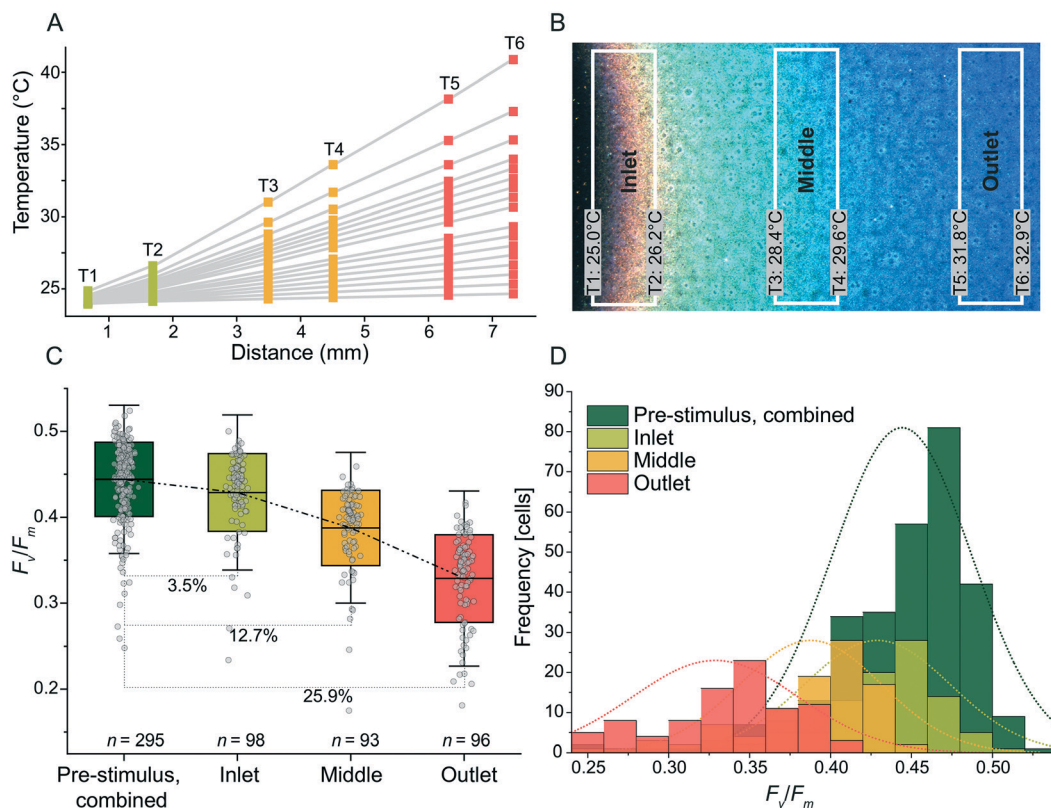 A
Temperature (°C)
40
35
30
25
T1
T2
T3
T4
T5
T6
1
2
3
4
5
6
7
Distance (mm)
B
Inlet
Middle
Outlet
T1: 25.0°C
T2: 26.2°C
T3: 28.4°C
T4: 29.6°C
T5: 31.8°C
T6: 32.9°C
C
Fv/Fm
0.5
0.4
0.3
0.2
3.5%
12.7%
25.9%
n = 295
n = 98
n = 93
n = 96
Pre-stimulus,
combined
Inlet
Middle
Outlet
D
Frequency [cells]
90
80
70
60
50
40
30
20
10
0
Pre-stimulus, combined
Inlet
Middle
Outlet
0.25
0.30
0.35
0.40
0.45
0.50
Fv/Fm